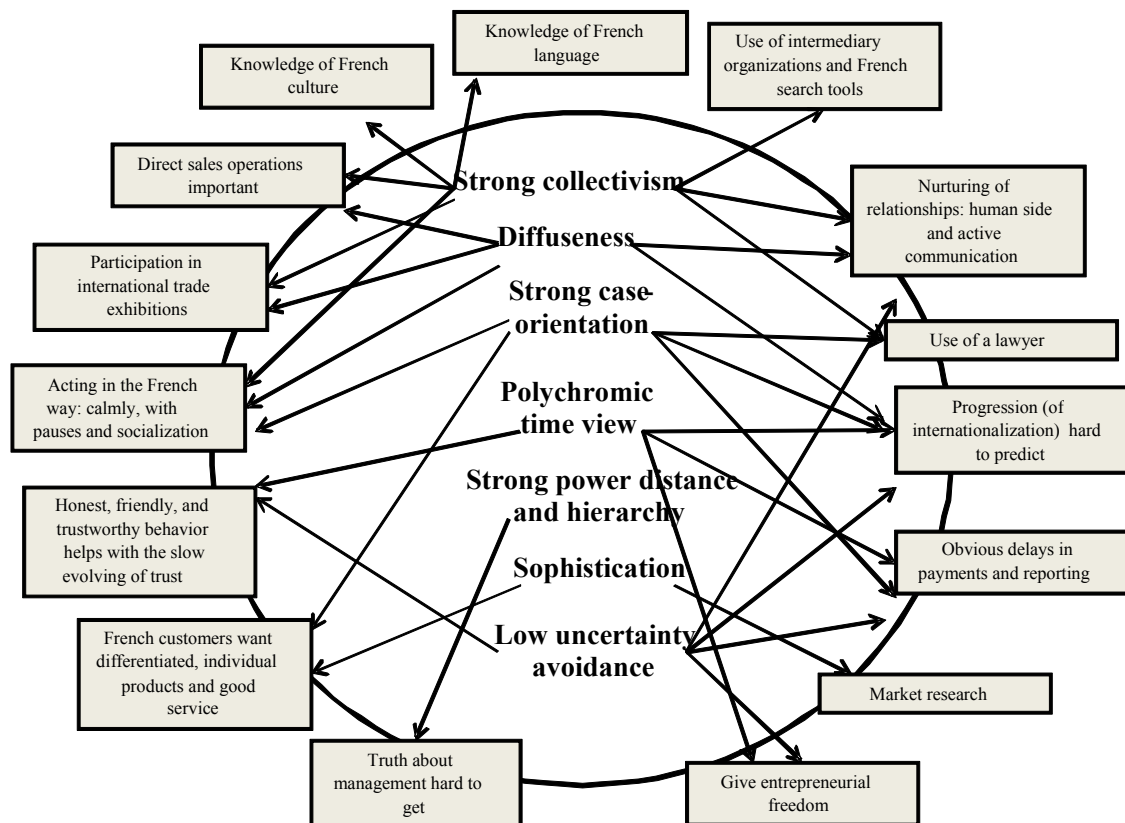 Knowledge of French
language
Use of intermediary
organizations and French
search tools
Knowledge of French
culture
Direct sales operations
important
Strong collectivism
Nurturing of
relationships: human side
and active
communication
Diffuseness
Participation in
international trade
exhibitions
Strong case-
orientation
Use of a lawyer
Acting in the French
way: calmly, with
pauses and socialization
Polychromic
time view
Progression (of
internationalization) hard
to predict
Strong power distance
and hierarchy
Honest, friendly, and
trustworthy behavior
helps with the slow
evolving of trust
Obvious delays in
payments and reporting
Sophistication
French customers want
differentiated, individual
products and good
service
Low uncertainty
avoidance
Market research
Truth about
management hard to
get
Give entrepreneurial
freedom